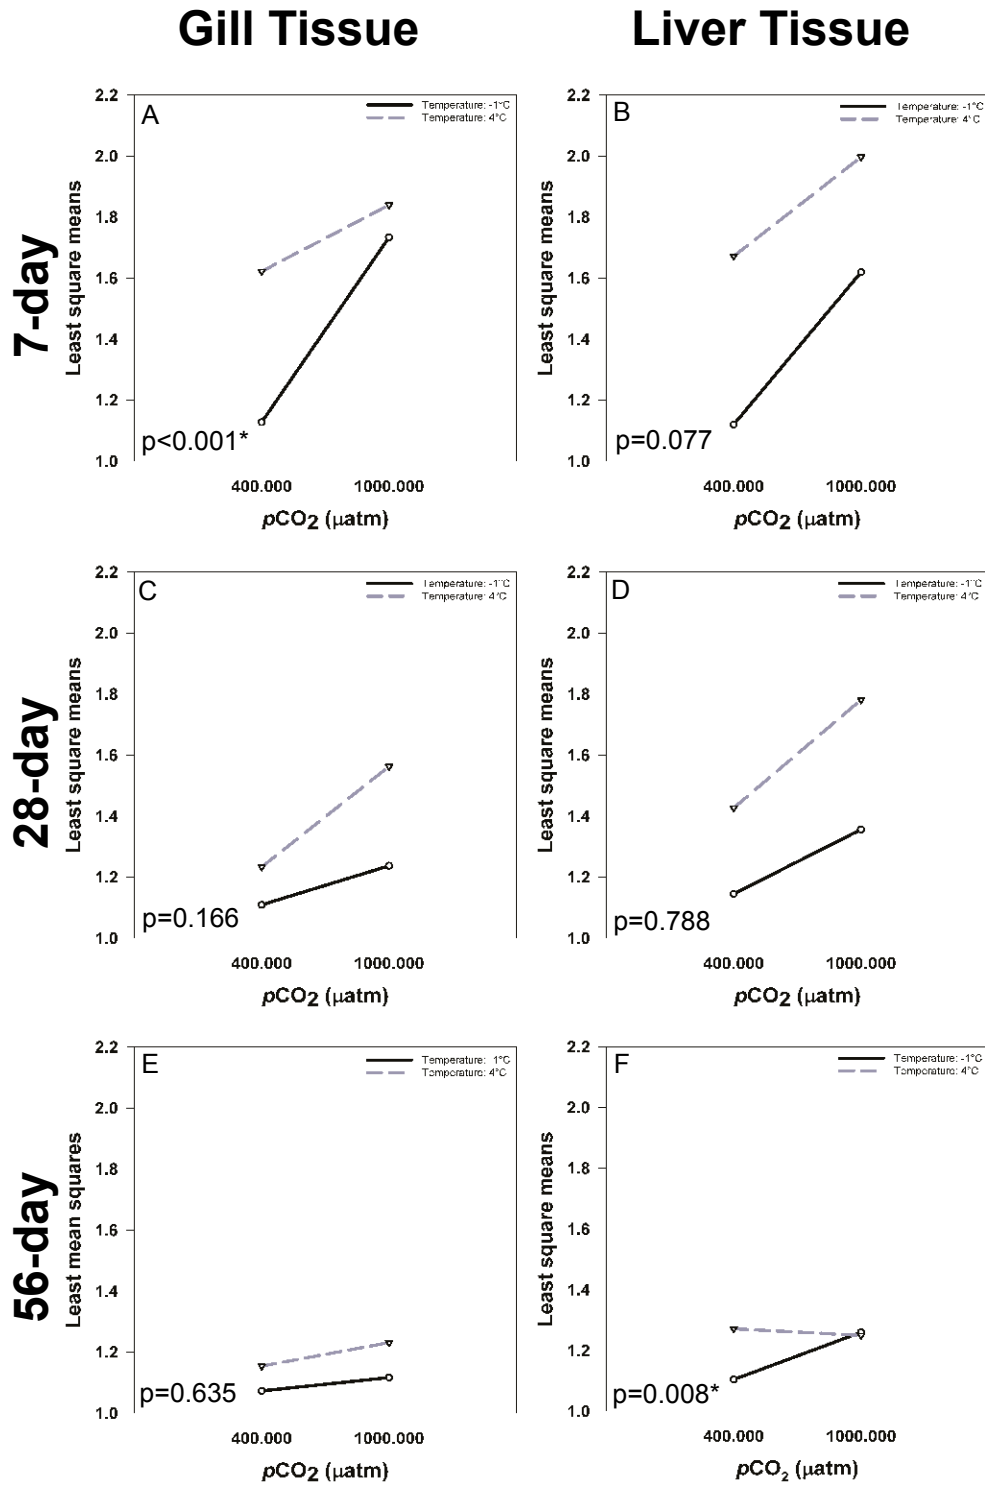 Gill Tissue
Liver Tissue
7-day
A
Temperature: -1°C
Temperature: 4°C
2.2
2.0
1.8
1.6
1.4
1.2
1.0
Least square means
p<0.001*
400.000 1000.000
pCO2 (µatm)
B
Temperature: -1°C
Temperature: 4°C
2.2
2.0
1.8
1.6
1.4
1.2
1.0
Least square means
p=0.077
400.000 1000.000
pCO2 (µatm)
28-day
C
Temperature: -1°C
Temperature: 4°C
2.2
2.0
1.8
1.6
1.4
1.2
1.0
Least square means
p=0.166
400.000 1000.000
pCO2 (µatm)
D
Temperature: -1°C
Temperature: 4°C
2.2
2.0
1.8
1.6
1.4
1.2
1.0
Least square means
p=0.788
400.000 1000.000
pCO2 (µatm)
56-day
E
Temperature: 1°C
Temperature: 4°C
2.2
2.0
1.8
1.6
1.4
1.2
1.0
Least mean squares
p=0.635
400.000 1000.000
pCO2 (µatm)
F
Temperature: -1°C
Temperature: 4°C
2.2
2.0
1.8
1.6
1.4
1.2
1.0
Least square means
p=0.008*
400.000 1000.000
pCO₂ (µatm)